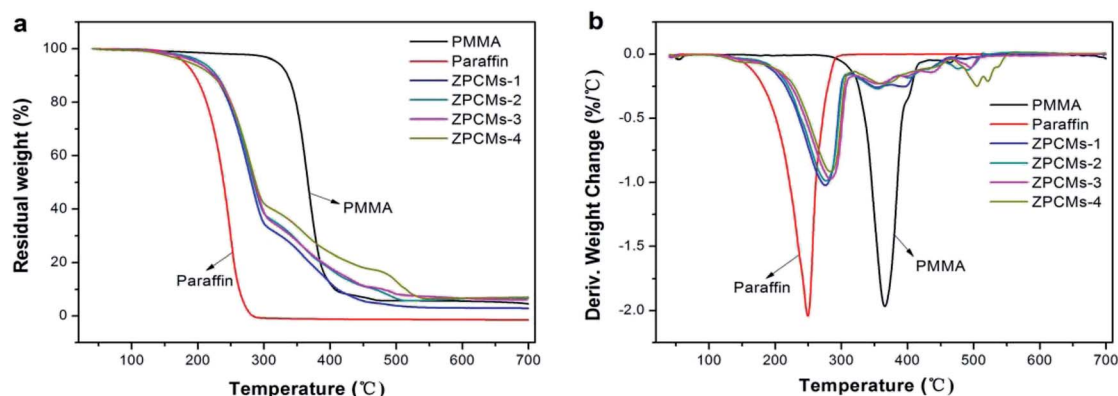 a
Residual weight (%)
100
80
60
40
20
0
100 200 300 400 500 600 700
Temperature (℃)
PMMA
Paraffin
ZPCMs-1
ZPCMs-2
ZPCMs-3
ZPCMs-4
PMMA
Paraffin
b
Deriv. Weight Change (%/℃)
0.0
-0.5
-1.0
-1.5
-2.0
100 200 300 400 500 600 700
Temperature (℃)
PMMA
Paraffin
ZPCMs-1
ZPCMs-2
ZPCMs-3
ZPCMs-4
Paraffin
PMMA